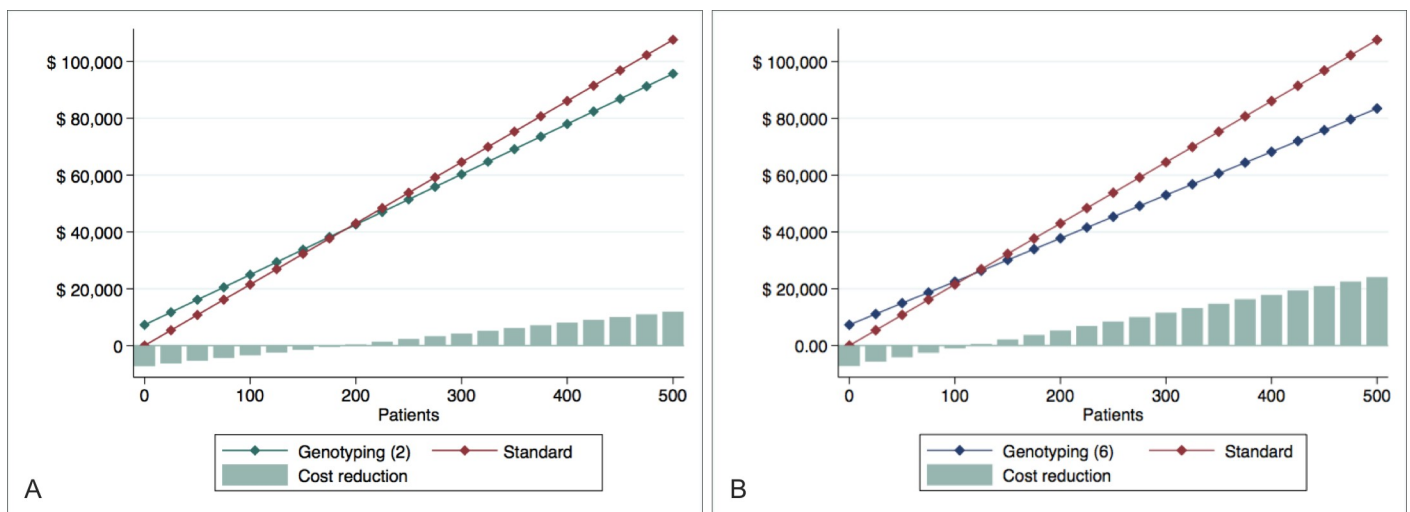 $ 100,000
$ 80,000
$ 60,000
$ 40,000
$ 20,000
0
0 100 200 300 400 500
Patients
Genotyping (2) Standard
Cost reduction
A
$ 100,000
$ 80,000
$ 60,000
$ 40,000
$ 20,000
0.00
0 100 200 300 400 500
Patients
Genotyping (6) Standard
Cost reduction
B